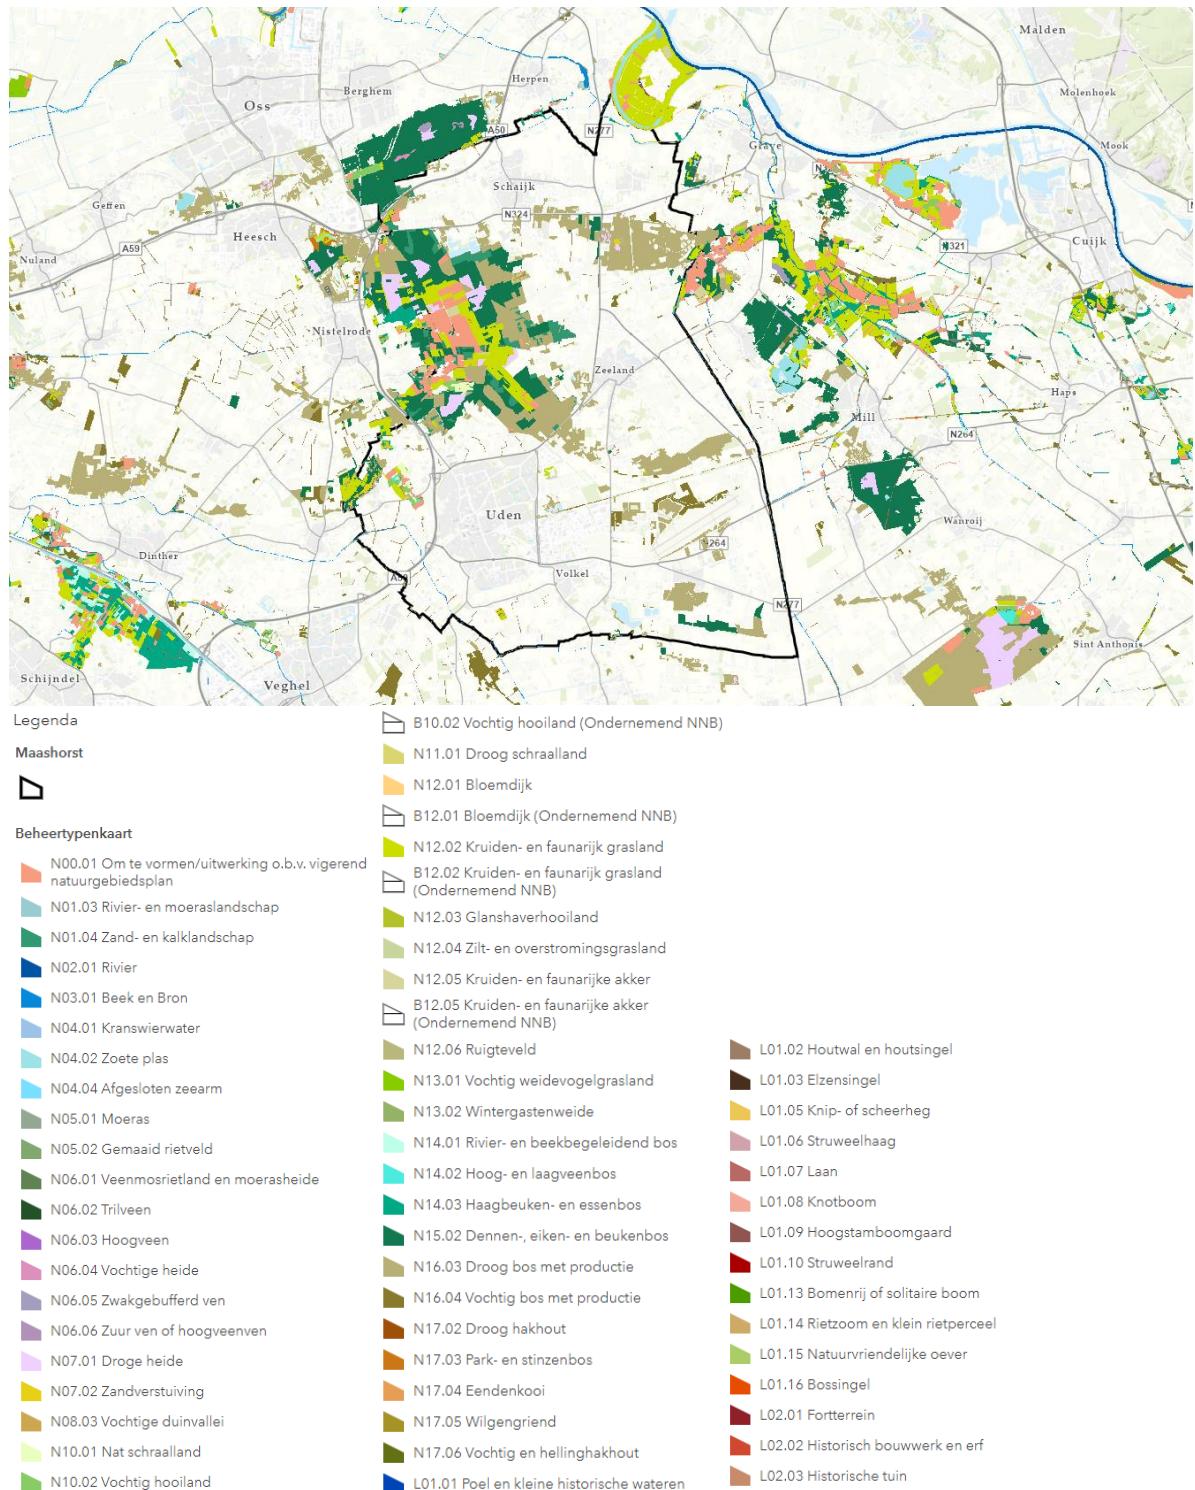 Malden
Herpen
Berghem
Molenhoek
Oss
A50
N277
Grave
Mook
Schaijk
Geffen
N324
Heesch
A59
N321
Cuijk
Nuland
Nistelrode
Zeeland
Haps
Mill
N264
Uden
Wanroij
Dinther
Volkel
N277
Sint Anthonis
Schijndel
Veghel
Legenda
Maashorst
Beheertypenkaart
N00.01 Om te vormen/uitwerking o.b.v. vigerend
natuurgebiedsplan
N01.03 Rivier- en moeraslandschap
N01.04 Zand- en kalklandschap
N02.01 Rivier
N03.01 Beek en Bron
N04.01 Kranswierwater
N04.02 Zoete plas
N04.04 Afgesloten zeearm
N05.01 Moeras
N05.02 Gemaaid rietveld
N06.01 Veenmosrietland en moerasheide
N06.02 Trilveen
N06.03 Hoogveen
N06.04 Vochtige heide
N06.05 Zwakgebufferd ven
N06.06 Zuur ven of hoogveenven
N07.01 Droge heide
N07.02 Zandverstuiving
N08.03 Vochtige duinvallei
N10.01 Nat schraalland
N10.02 Vochtig hooiland
B10.02 Vochtig hooiland (Ondernemend NNB)
N11.01 Droog schraalland
N12.01 Bloemdijk
B12.01 Bloemdijk (Ondernemend NNB)
N12.02 Kruiden- en faunarijk grasland
B12.02 Kruiden- en faunarijk grasland
(Ondernemend NNB)
N12.03 Glanshaverhooiland
N12.04 Zilt- en overstromingsgrasland
N12.05 Kruiden- en faunarijke akker
B12.05 Kruiden- en faunarijke akker
(Ondernemend NNB)
N12.06 Ruigteveld
N13.01 Vochtig weidevogelgrasland
N13.02 Wintergastenweide
N14.01 Rivier- en beekbegeleidend bos
N14.02 Hoog- en laagveenbos
N14.03 Haagbeuken- en essenbos
N15.02 Dennen-, eiken- en beukenbos
N16.03 Droog bos met productie
N16.04 Vochtig bos met productie
N17.02 Droog hakhout
N17.03 Park- en stinzenbos
N17.04 Eendenkooi
N17.05 Wilgengriend
N17.06 Vochtig en hellinghakhout
L01.01 Poel en kleine historische wateren
L01.02 Houtwal en houtsingel
L01.03 Elzensingel
L01.05 Knip- of scheerheg
L01.06 Struweelhaag
L01.07 Laan
L01.08 Knotboom
L01.09 Hoogstamboomgaard
L01.10 Struweelrand
L01.13 Bomenrij of solitaire boom
L01.14 Rietzoom en klein rietperceel
L01.15 Natuurvriendelijke oever
L01.16 Bossingel
L02.01 Fortterrein
L02.02 Historisch bouwwerk en erf
L02.03 Historische tuin